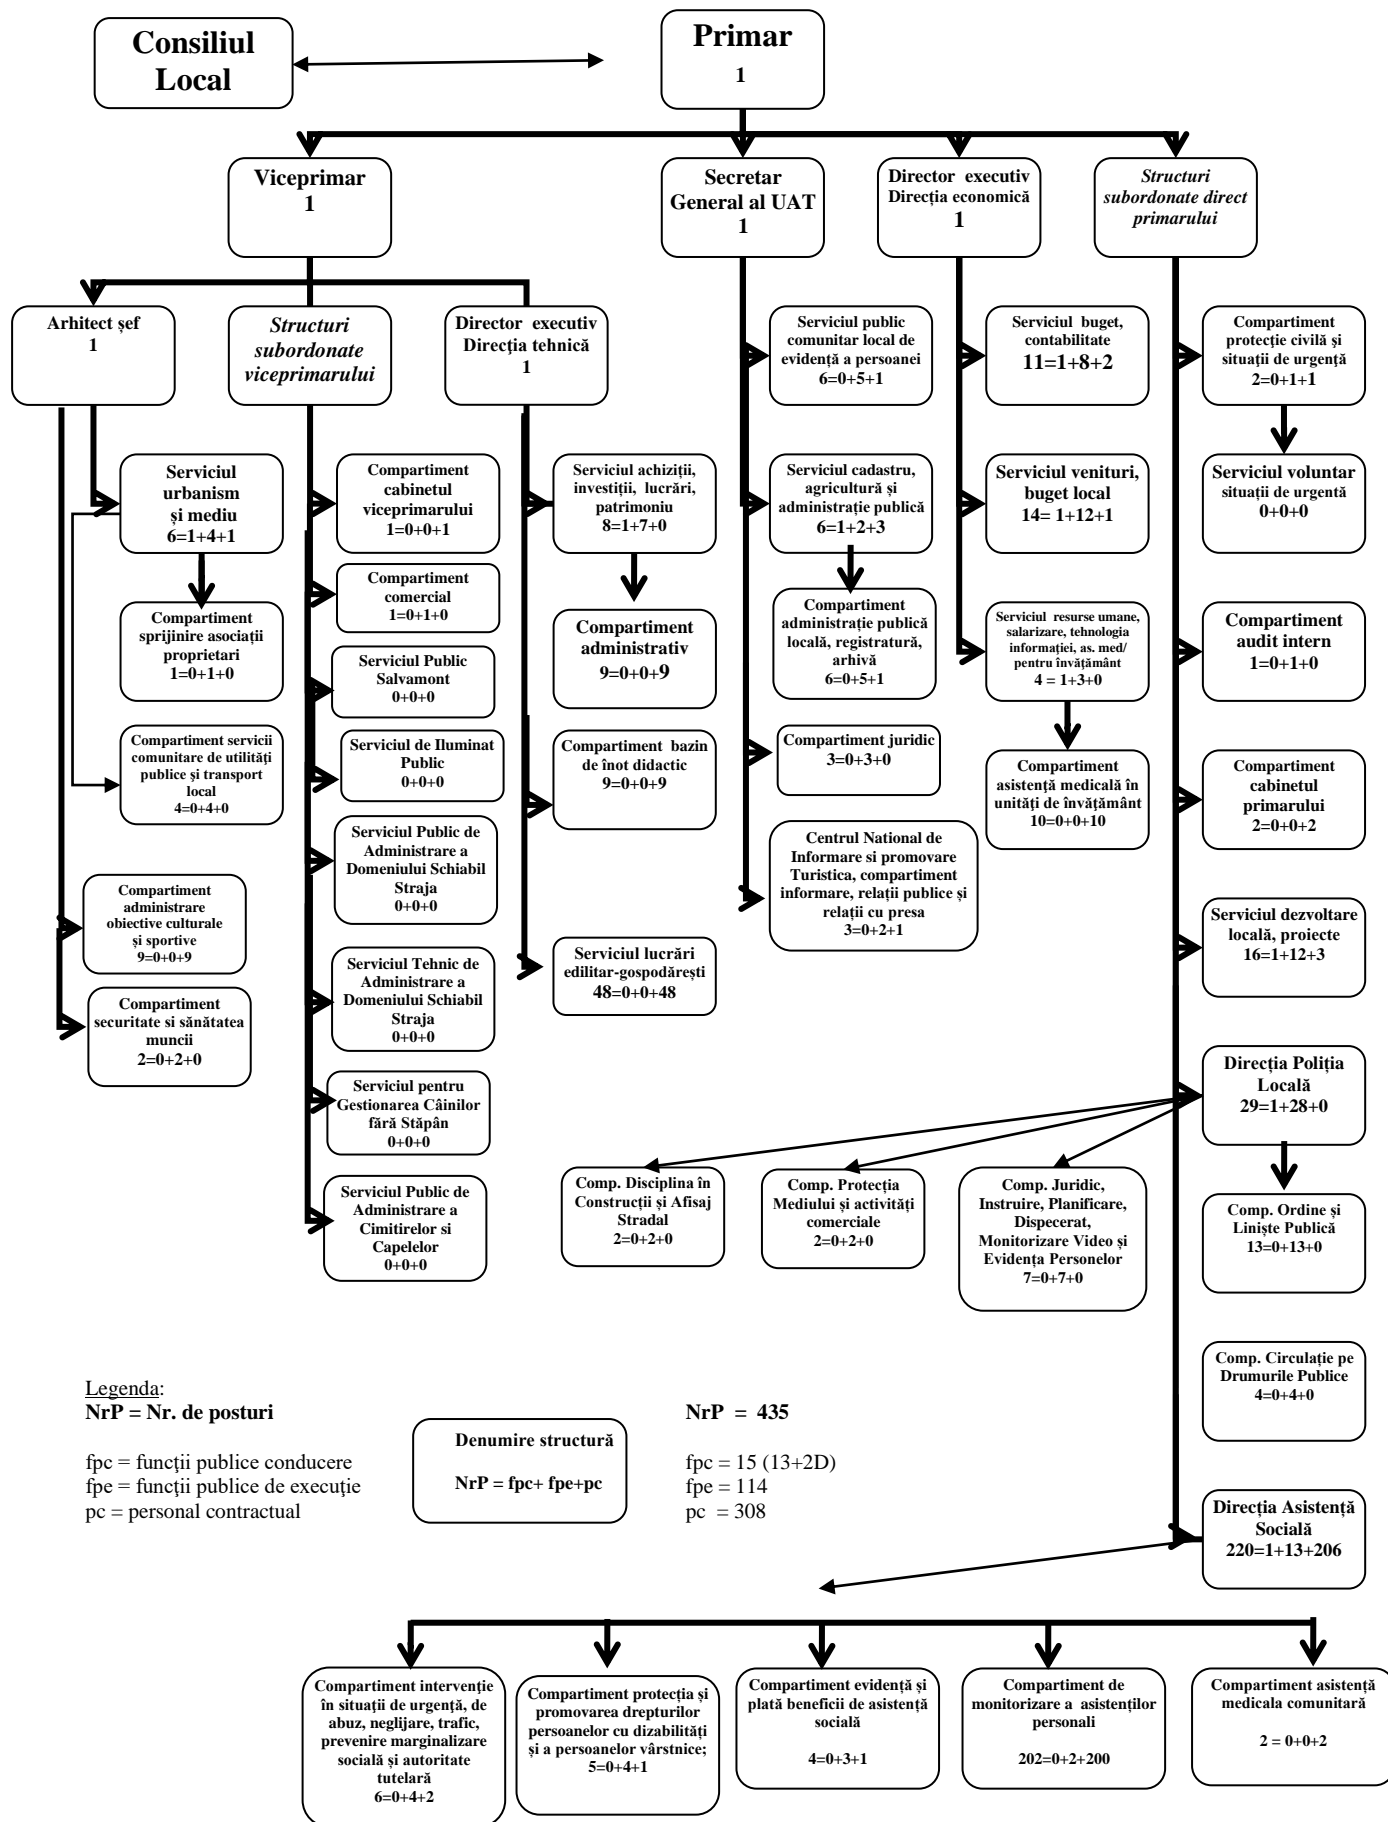 Consiliul
Local
Primar
1
Viceprimar
1
Secretar
General al UAT
1
Director executiv
Direcția economică
1
Structuri
subordonate direct
primarului
Arhitect șef
1
Structuri
subordonate
viceprimarului
Director executiv
Direcţia tehnică
1
Serviciul public
comunitar local de
evidență a persoanei
6=0+5+1
Serviciul buget,
contabilitate
11=1+8+2
Compartiment
protecţie civilă şi
situaţii de urgenţă
2=0+1+1
Serviciul
urbanism
și mediu
6=1+4+1
Compartiment
cabinetul
viceprimarului
1=0+0+1
Serviciul achiziții,
investiții, lucrări,
patrimoniu
8=1+7+0
Serviciul cadastru,
agricultură și
administrație publică
6=1+2+3
Serviciul venituri,
buget local
14= 1+12+1
Serviciul voluntar
situații de urgentă
0+0+0
Compartiment
sprijinire asociații
proprietari
1=0+1+0
Compartiment
comercial
1=0+1+0
Compartiment
administrativ
9=0+0+9
Compartiment
administrație publică
locală, registratură,
arhivă
6=0+5+1
Serviciul resurse umane,
salarizare, tehnologia
informației, as. med/
pentru învățământ
4 = 1+3+0
Compartiment
audit intern
1=0+1+0
Serviciul Public
Salvamont
0+0+0
Compartiment servicii
comunitare de utilități
publice și transport
local
4=0+4+0
Serviciul de Iluminat
Public
0+0+0
Compartiment bazin
de înot didactic
9=0+0+9
Compartiment juridic
3=0+3+0
Compartiment
asistenţă medicală în
unităţi de învăţământ
10=0+0+10
Compartiment
cabinetul
primarului
2=0+0+2
Serviciul Public de
Administrare a
Domeniului Schiabil
Straja
0+0+0
Centrul National de
Informare si promovare
Turistica, compartiment
informare, relații publice și
relații cu presa
3=0+2+1
Compartiment
administrare
obiective culturale
și sportive
9=0+0+9
Serviciul dezvoltare
locală, proiecte
16=1+12+3
Serviciul Tehnic de
Administrare a
Domeniului Schiabil
Straja
0+0+0
Serviciul lucrări
edilitar-gospodărești
48=0+0+48
Compartiment
securitate si sănătatea
muncii
2=0+2+0
Direcția Poliția
Locală
29=1+28+0
Serviciul pentru
Gestionarea Câinilor
fără Stăpân
0+0+0
Serviciul Public de
Administrare a
Cimitirelor si
Capelelor
0+0+0
Comp. Disciplina în
Construcții și Afisaj
Stradal
2=0+2+0
Comp. Protecția
Mediului și activități
comerciale
2=0+2+0
Comp. Juridic,
Instruire, Planificare,
Dispecerat,
Monitorizare Video și
Evidența Personelor
7=0+7+0
Comp. Ordine și
Liniște Publică
13=0+13+0
Comp. Circulație pe
Drumurile Publice
4=0+4+0
Legenda:
NrP = Nr. de posturi
fpc = funcţii publice conducere
fpe = funcţii publice de execuţie
pc = personal contractual
Denumire structură
NrP = fpc+ fpe+pc
NrP = 435
fpc = 15 (13+2D)
fpe = 114
pc = 308
Direcția Asistență
Socială
220=1+13+206
Compartiment intervenție
în situații de urgență, de
abuz, neglijare, trafic,
prevenire marginalizare
socială și autoritate
tutelară
6=0+4+2
Compartiment protecția și
promovarea drepturilor
persoanelor cu dizabilități
și a persoanelor vârstnice;
5=0+4+1
Compartiment evidență și
plată beneficii de asistență
socială
4=0+3+1
Compartiment de
monitorizare a asistenților
personali
202=0+2+200
Compartiment asistență
medicala comunitară
2 = 0+0+2